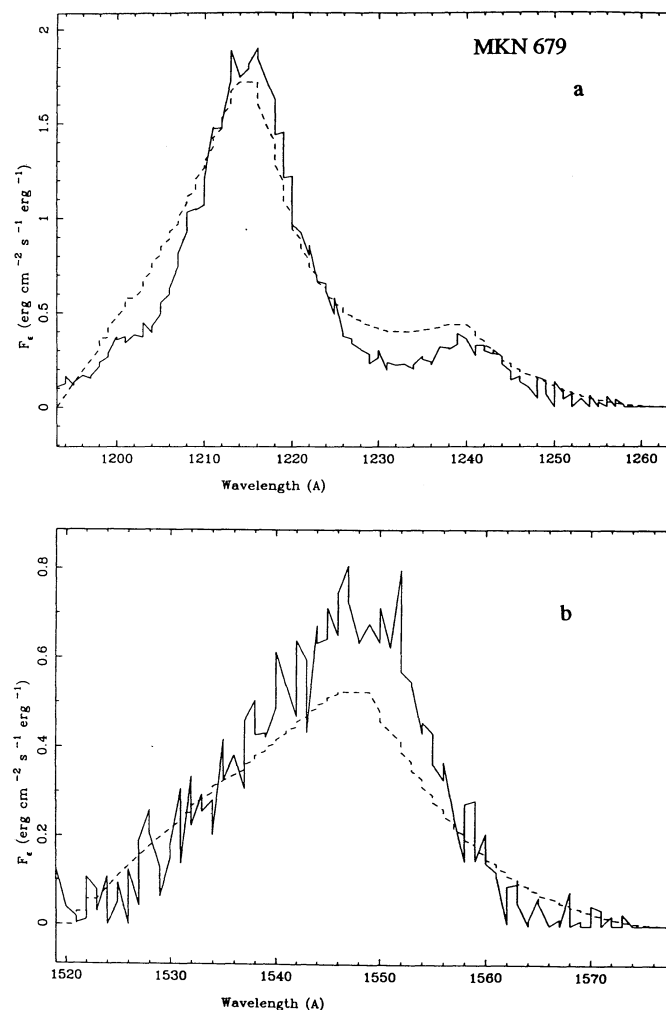 MKN 679
a
2
1.5
1
0.5
0
F_ε (erg cm⁻² s⁻¹ erg⁻¹)
1200 1210 1220 1230 1240 1250 1260
Wavelength (A)
b
0.8
0.6
0.4
0.2
0
F_ε (erg cm⁻² s⁻¹ erg⁻¹)
1520 1530 1540 1550 1560 1570
Wavelength (A)